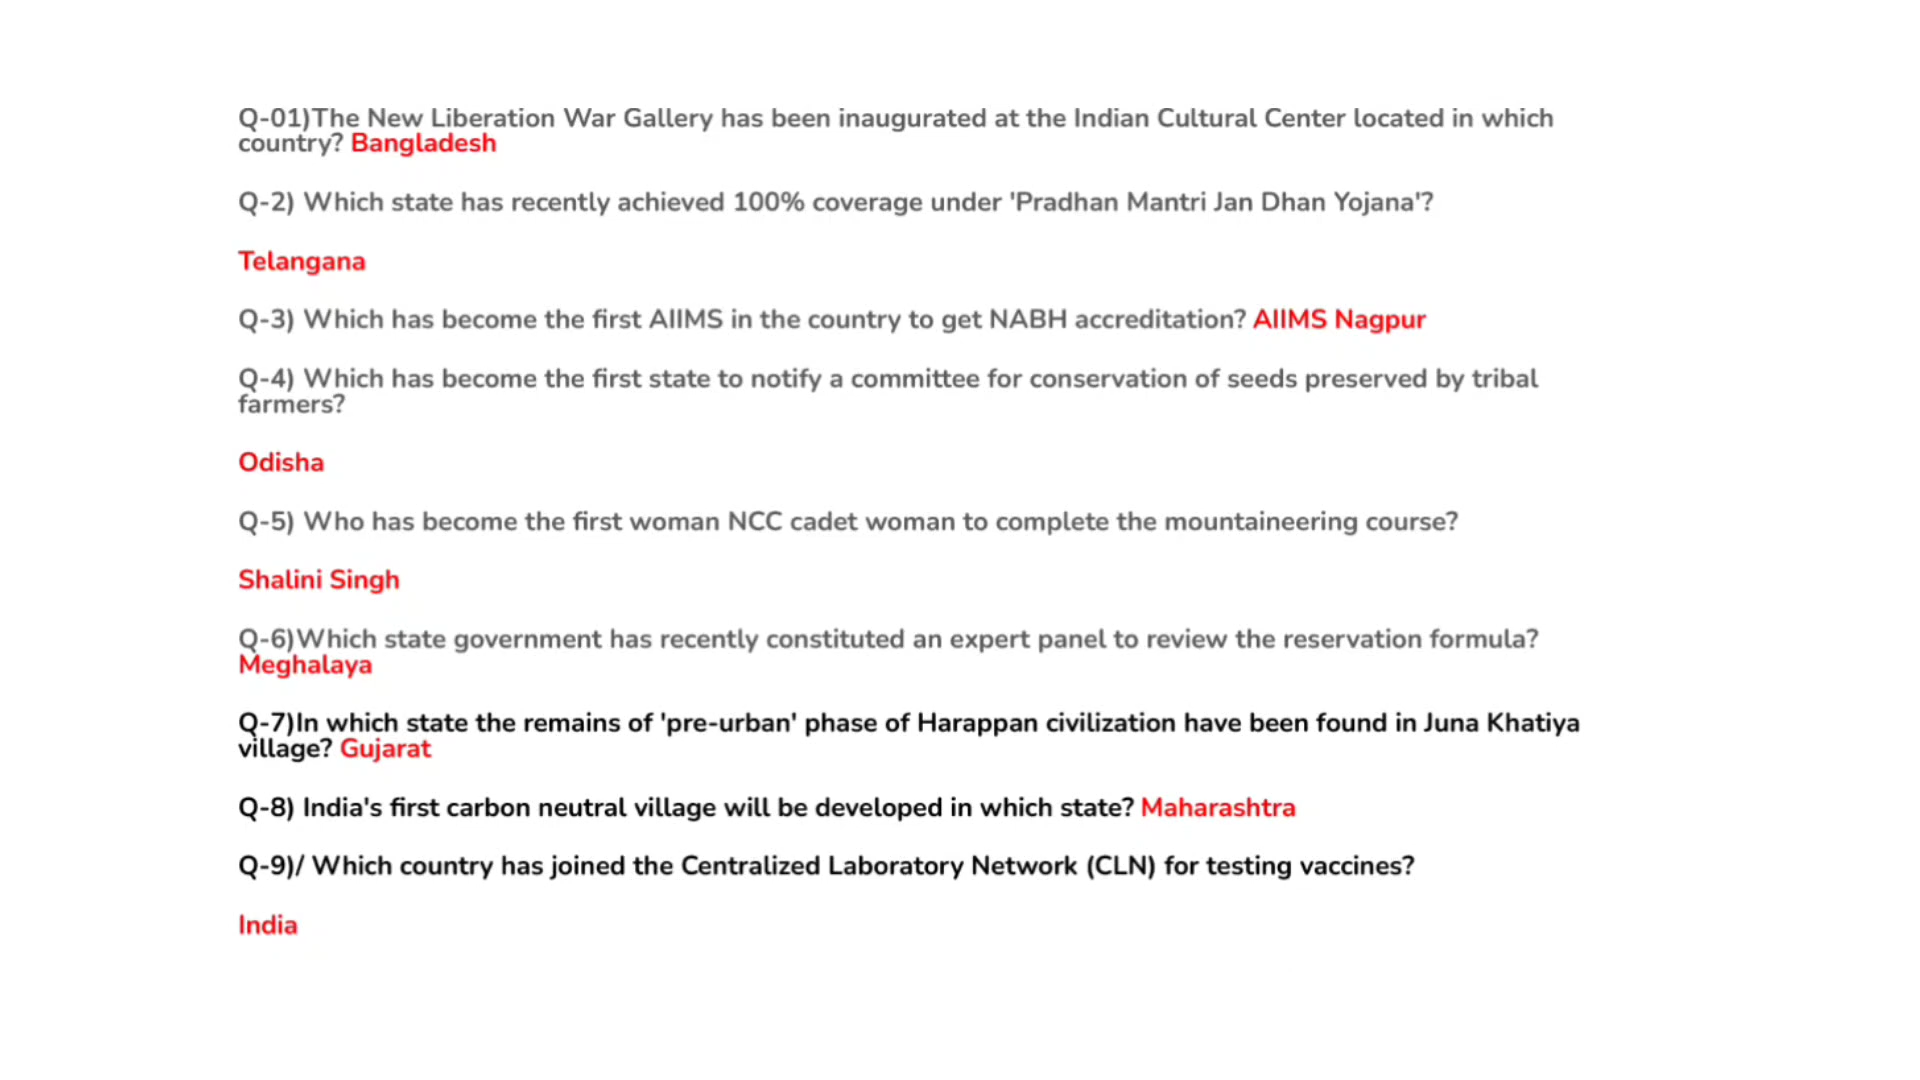 Q-01)The New Liberation War Gallery has been inaugurated at the Indian Cultural Center located in which
country? Bangladesh
Q-2) Which state has recently achieved 100% coverage under 'Pradhan Mantri Jan Dhan Yojana'?
Telangana
Q-3) Which has become the first AIIMS in the country to get NABH accreditation? AIIMS Nagpur
Q-4) Which has become the first state to notify a committee for conservation of seeds preserved by tribal
farmers?
Odisha
Q-5) Who has become the first woman NCC cadet woman to complete the mountaineering course?
Shalini Singh
Q-6)Which state government has recently constituted an expert panel to review the reservation formula?
Meghalaya
Q-7)In which state the remains of 'pre-urban' phase of Harappan civilization have been found in Juna Khatiya
village? Gujarat
Q-8) India's first carbon neutral village will be developed in which state? Maharashtra
Q-9)/ Which country has joined the Centralized Laboratory Network (CLN) for testing vaccines?
India